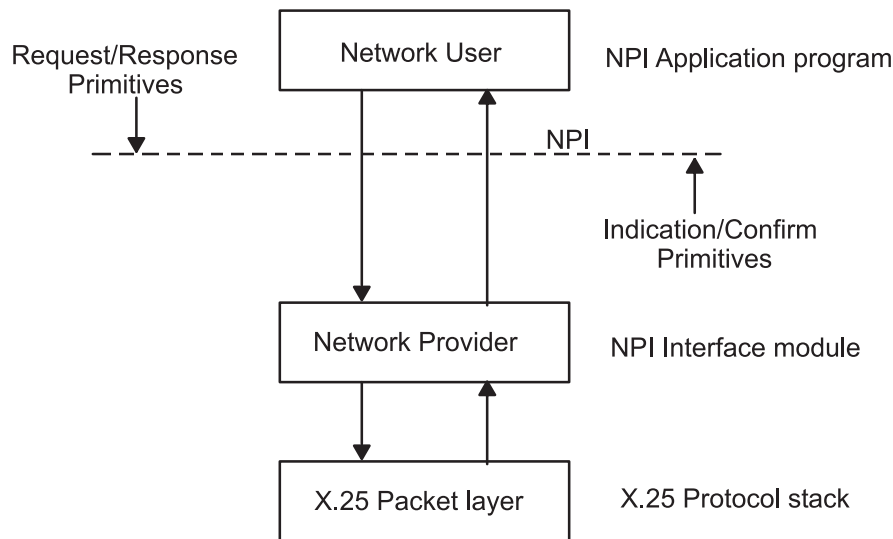 Network User
NPI Application program
Request/Response
Primitives
NPI
Indication/Confirm
Primitives
Network Provider
NPI Interface module
X.25 Packet layer
X.25 Protocol stack